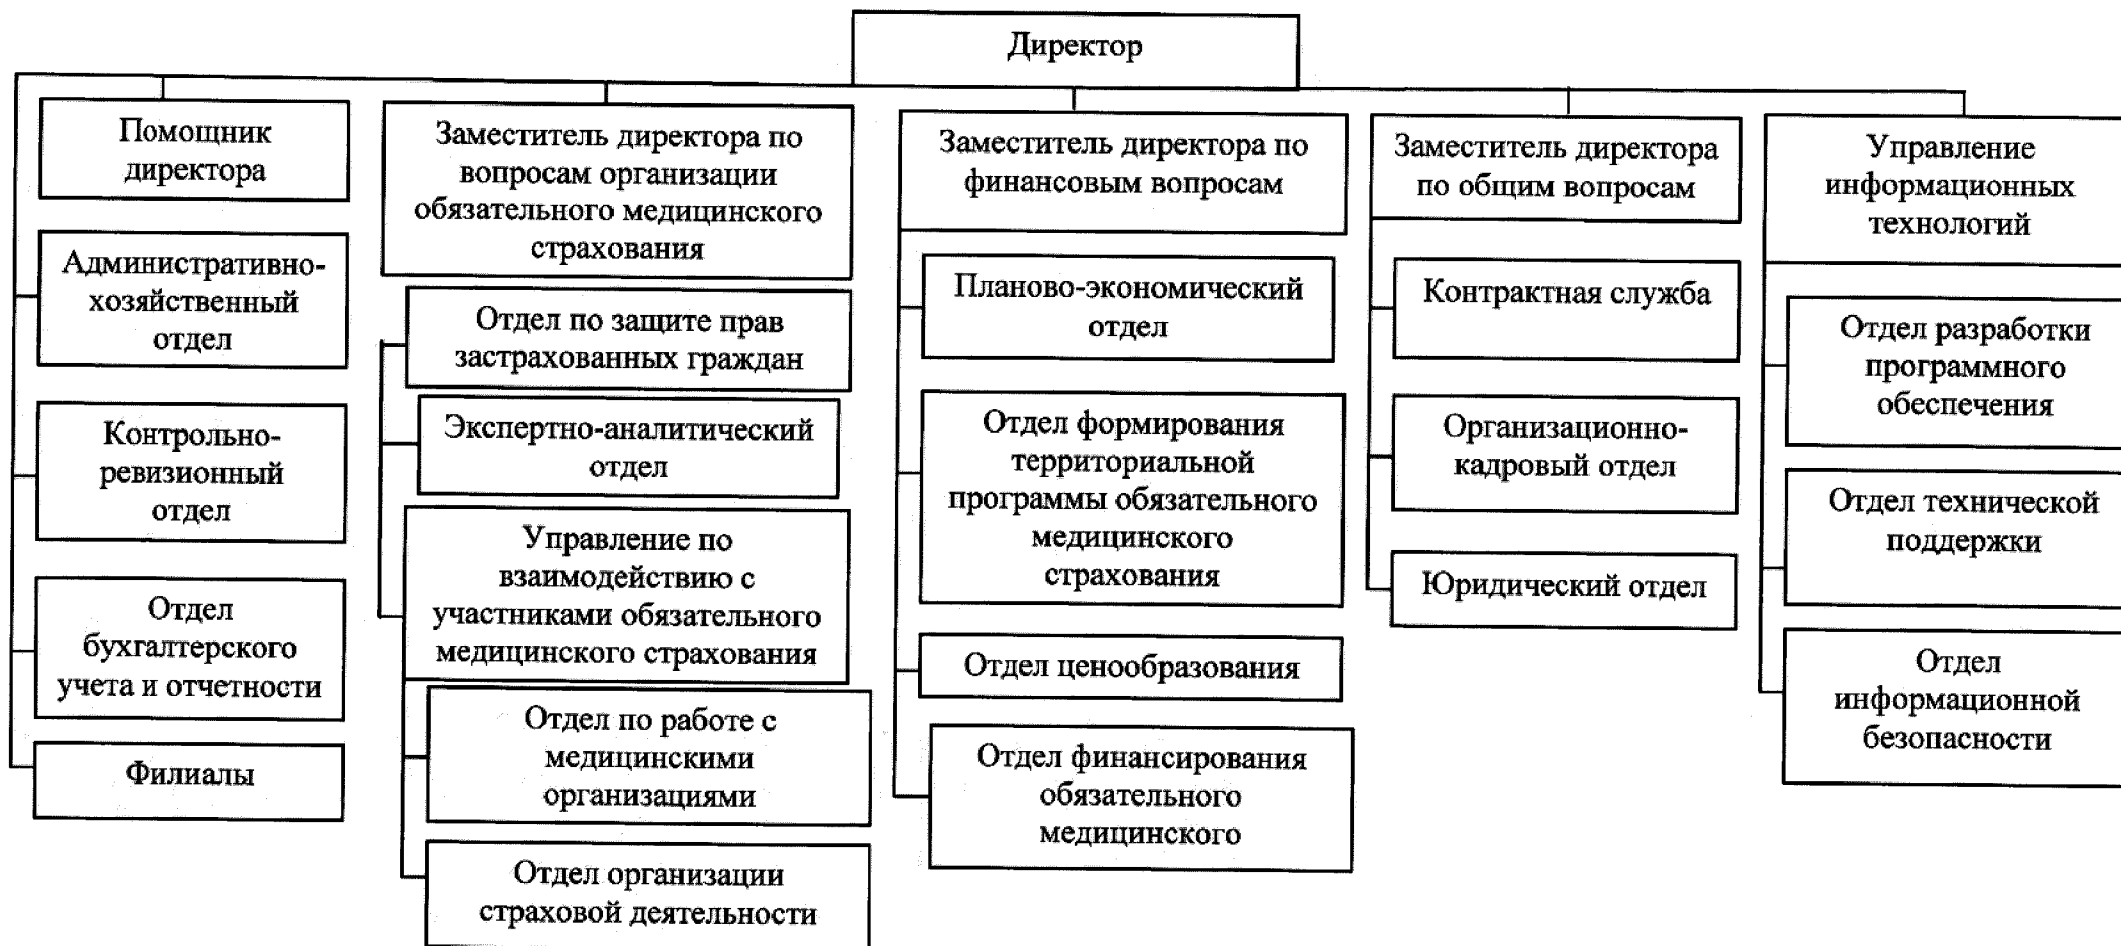 Директор
Помощник
директора
Административно-
хозяйственный
отдел
Контрольно-
ревизионный
отдел
Отдел
бухгалтерского
учета и отчетности
Филиалы
Заместитель директора по
вопросам организации
обязательного медицинского
страхования
Отдел по защите прав
застрахованных граждан
Экспертно-аналитический
отдел
Управление по
взаимодействию с
участниками обязательного
медицинского страхования
Отдел по работе с
медицинскими
организациями
Отдел организации
страховой деятельности
Заместитель директора по
финансовым вопросам
Планово-экономический
отдел
Отдел формирования
территориальной
программы обязательного
медицинского
страхования
Отдел ценообразования
Отдел финансирования
обязательного
медицинского
Заместитель директора
по общим вопросам
Контрактная служба
Организационно-
кадровый отдел
Юридический отдел
Управление
информационных
технологий
Отдел разработки
программного
обеспечения
Отдел технической
поддержки
Отдел
информационной
безопасности